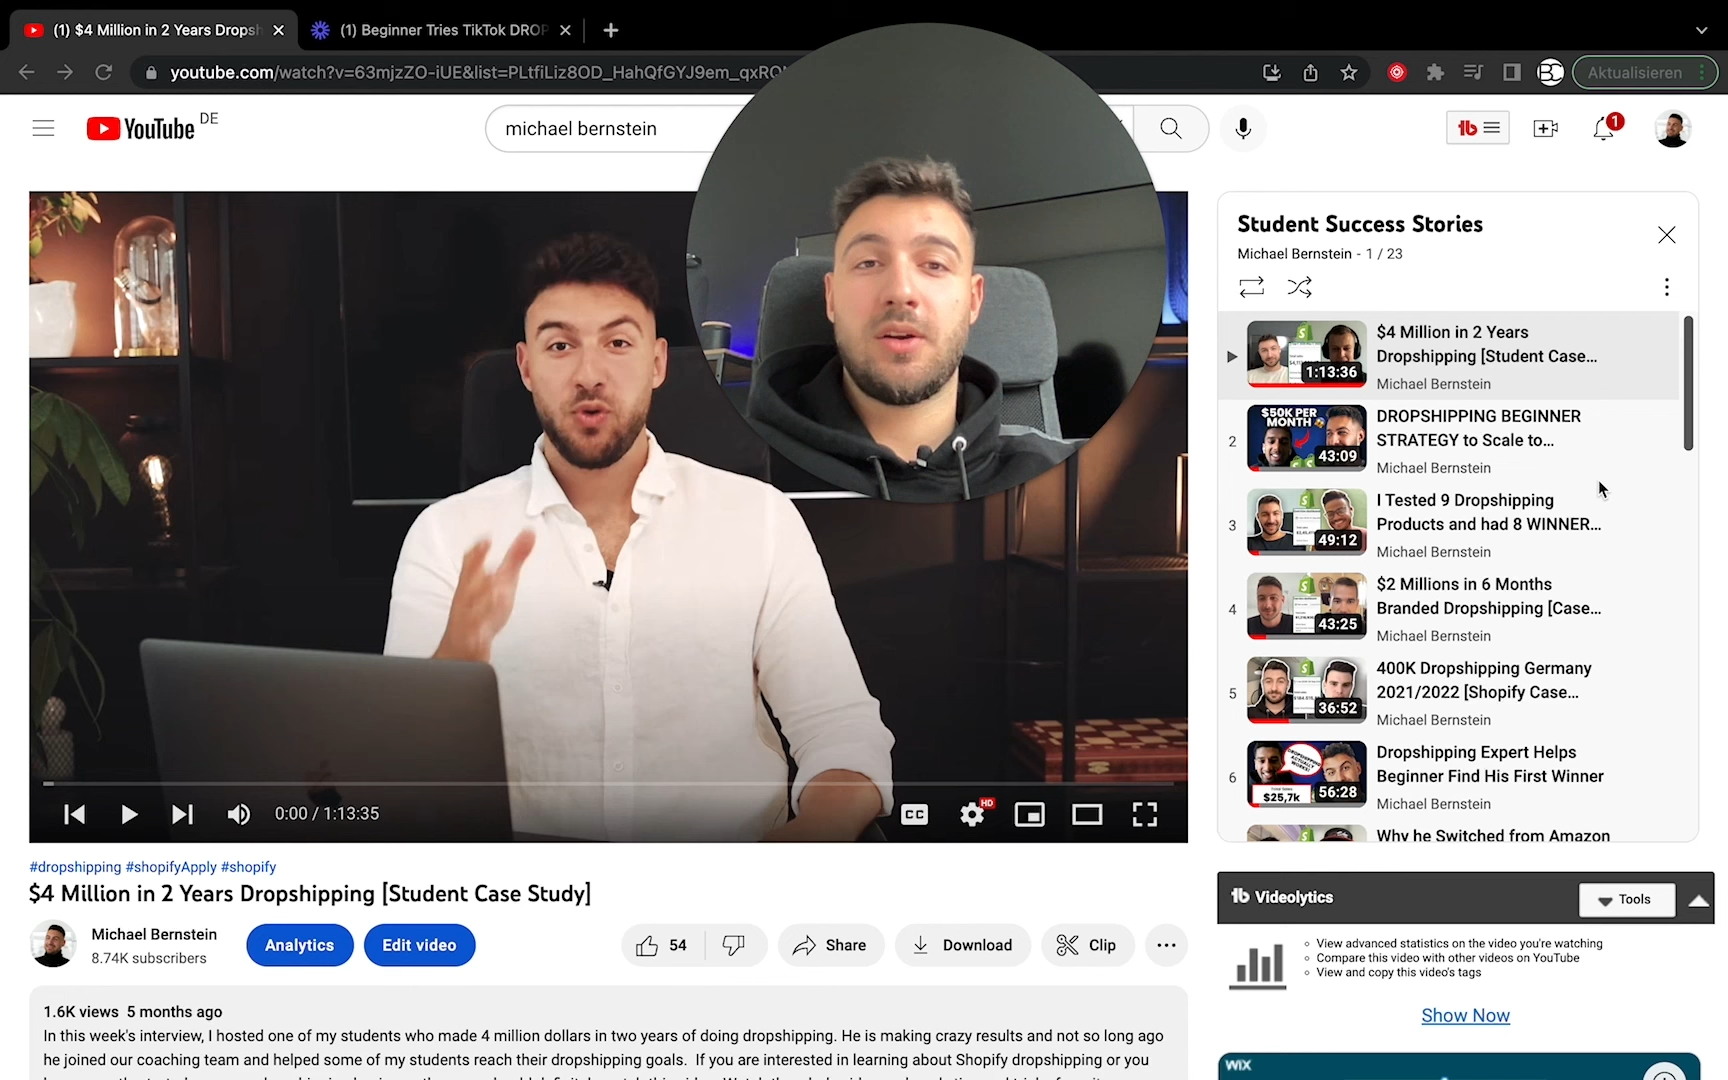 (1) $4 Million in 2 Years Dropsh
(1) Beginner Tries TikTok DROP
youtube.com/watch?v=63mjzZO-iUE&list=PLtfiLiz8OD_HahQfGYJ9em_qxRQ
Aktualisieren
YouTube DE
michael bernstein
1
Student Success Stories
Michael Bernstein - 1 / 23
1:13:36
$4 Million in 2 Years
Dropshipping [Student Case...
Michael Bernstein
2
$50K PER
MONTH
43:09
DROPSHIPPING BEGINNER
STRATEGY to Scale to...
Michael Bernstein
3
49:12
I Tested 9 Dropshipping
Products and had 8 WINNER...
Michael Bernstein
4
43:25
$2 Millions in 6 Months
Branded Dropshipping [Case...
Michael Bernstein
5
36:52
400K Dropshipping Germany
2021/2022 [Shopify Case...
Michael Bernstein
6
DROPSHIPPING
ACTUALLY
WORKS!
$25,7k
56:28
Dropshipping Expert Helps
Beginner Find His First Winner
Michael Bernstein
Why he Switched from Amazon
0:00 / 1:13:35
CC
HD
#dropshipping #shopifyApply #shopify
$4 Million in 2 Years Dropshipping [Student Case Study]
Michael Bernstein
8.74K subscribers
Analytics
Edit video
54
Share
Download
Clip
1.6K views 5 months ago
In this week's interview, I hosted one of my students who made 4 million dollars in two years of doing dropshipping. He is making crazy results and not so long ago
he joined our coaching team and helped some of my students reach their dropshipping goals. If you are interested in learning about Shopify dropshipping or you
Videolytics
Tools
View advanced statistics on the video you're watching
Compare this video with other videos on YouTube
View and copy this video's tags
Show Now
WIX